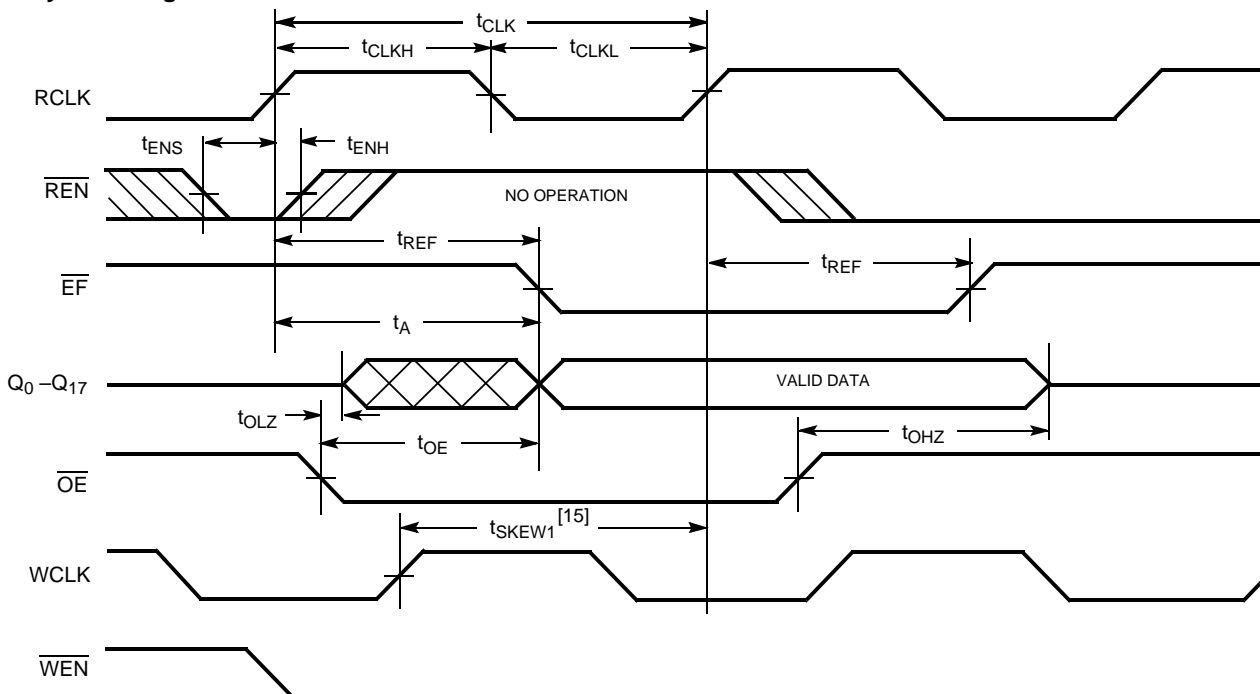 tCLK
tCLKH
tCLKL
RCLK
tENS
tENH
REN
NO OPERATION
tREF
EF
tREF
tA
Q0 –Q17
VALID DATA
tOLZ
tOE
tOHZ
OE
tSKEW1[15]
WCLK
WEN